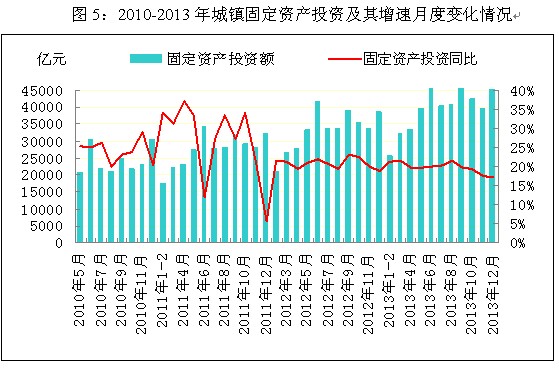 图 5：2010-2013 年城镇固定资产投资及其增速月度变化情况
亿元
固定资产投资额
固定资产投资同比
45000
40000
35000
30000
25000
20000
15000
10000
5000
0
40%
35%
30%
25%
20%
15%
10%
5%
0%
2010年5月
2010年7月
2010年9月
2010年11月
2011年1-2
2011年4月
2011年6月
2011年8月
2011年10月
2011年12月
2012年3月
2012年5月
2012年7月
2012年9月
2012年11月
2013年1-2
2013年4月
2013年6月
2013年8月
2013年10月
2013年12月